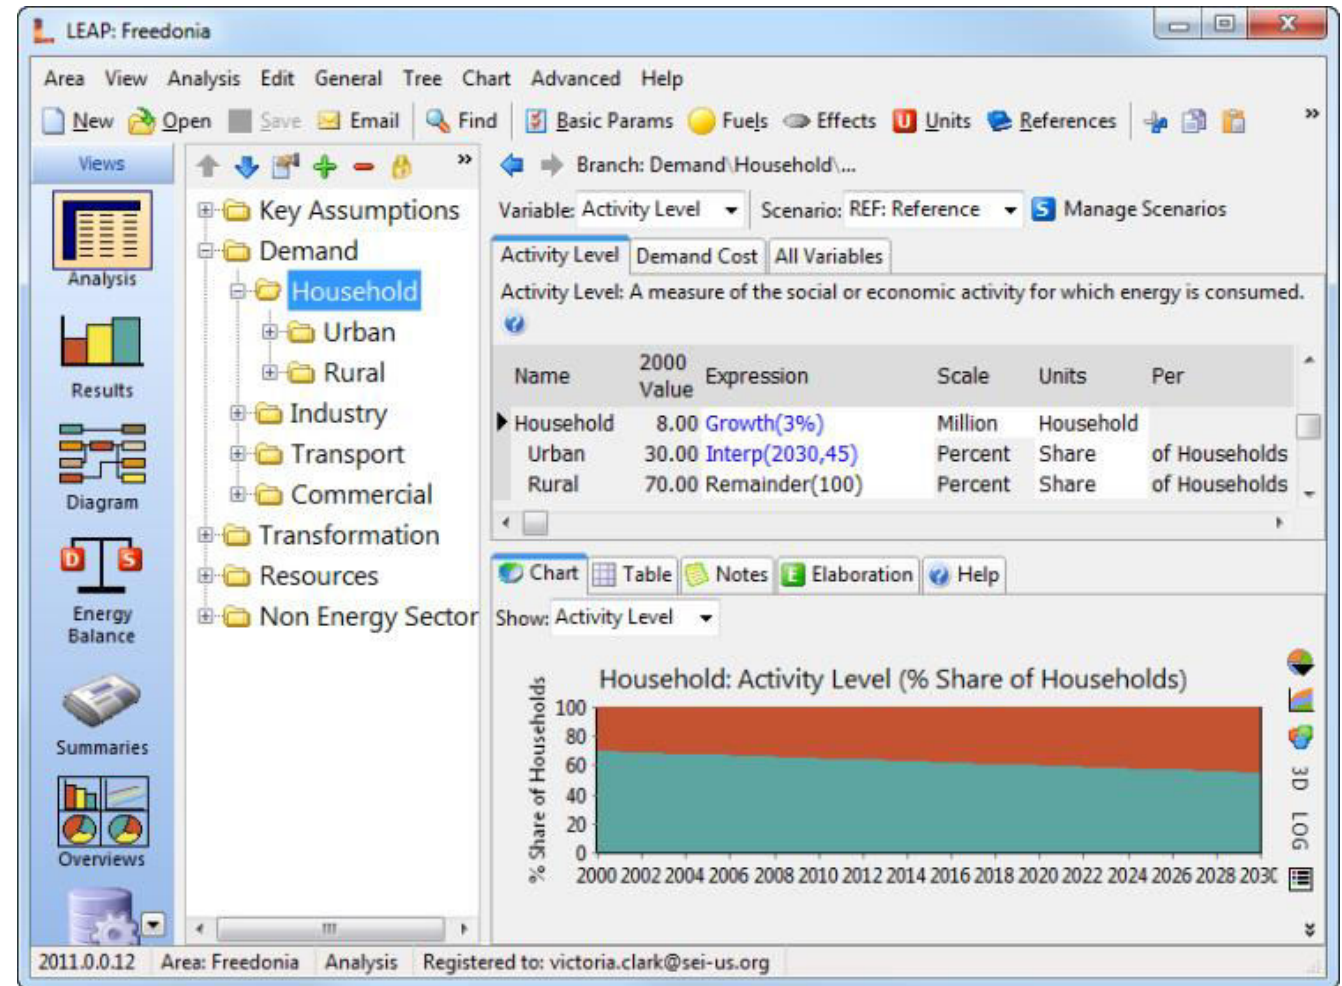 LEAP: Freedonia
Area View Analysis Edit General Tree Chart Advanced Help
New Open Save Email Find Basic Params Fuels Effects Units References »
Views
Analysis
Results
Diagram
Energy
Balance
Summaries
Overviews
»
Key Assumptions
Demand
Household
Urban
Rural
Industry
Transport
Commercial
Transformation
Resources
Non Energy Sector
Branch: Demand\Household\...
Variable: Activity Level Scenario: REF: Reference S Manage Scenarios
Activity Level Demand Cost All Variables
Activity Level: A measure of the social or economic activity for which energy is consumed.
Name 2000 Value Expression Scale Units Per
Household 8.00 Growth(3%) Million Household
Urban 30.00 Interp(2030,45) Percent Share of Households
Rural 70.00 Remainder(100) Percent Share of Households
Chart Table Notes E Elaboration ? Help
Show: Activity Level
Household: Activity Level (% Share of Households)
% Share of Households
100
80
60
40
20
0
2000 2002 2004 2006 2008 2010 2012 2014 2016 2018 2020 2022 2024 2026 2028
3D
LOG
2011.0.0.12 Area: Freedonia Analysis Registered to: victoria.clark@sei-us.org